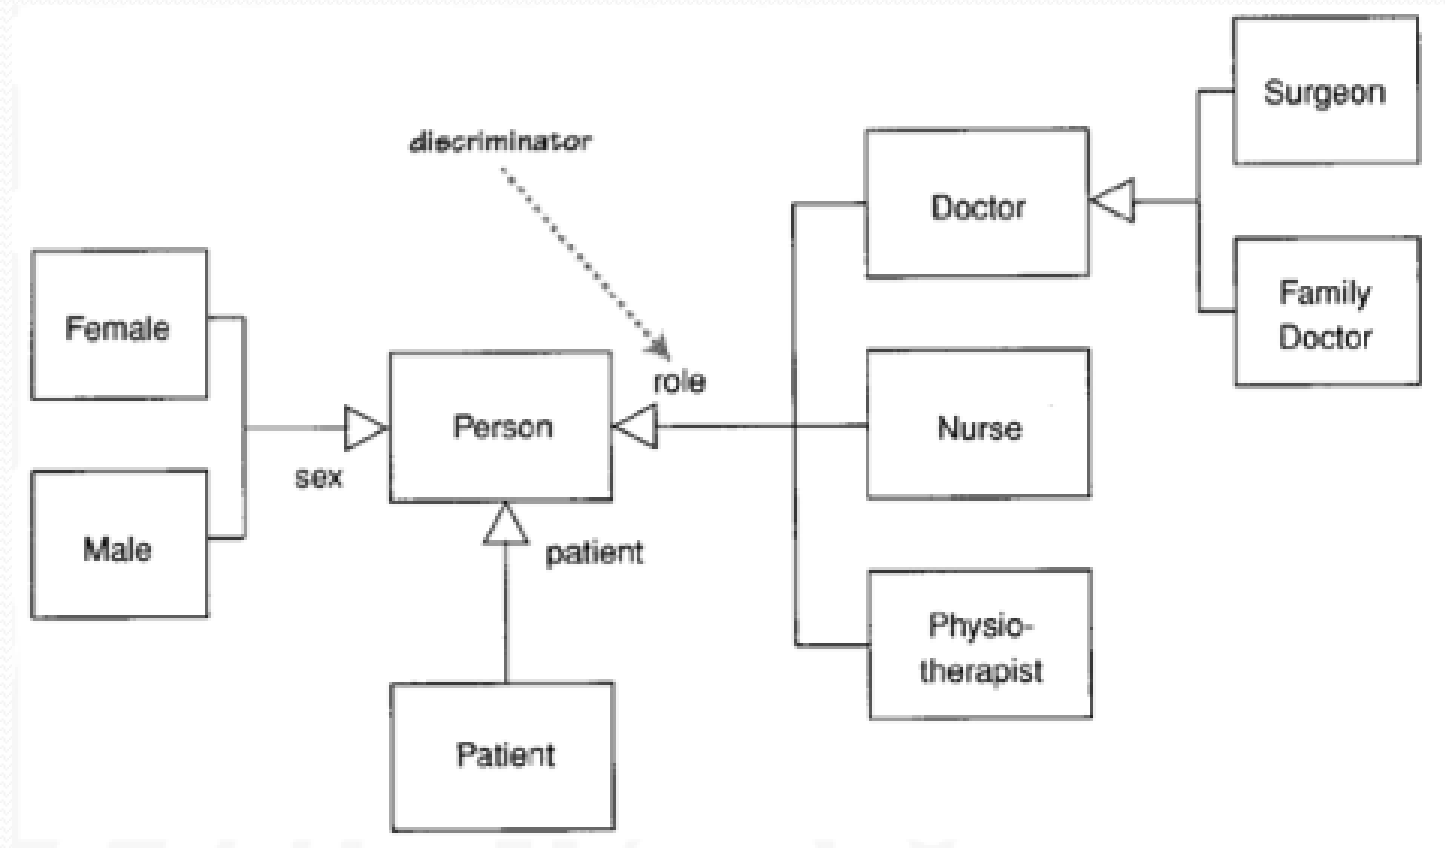 Surgeon
discriminator
Doctor
Female
Family
Doctor
role
Person
Nurse
sex
Male
patient
Physio-
therapist
Patient